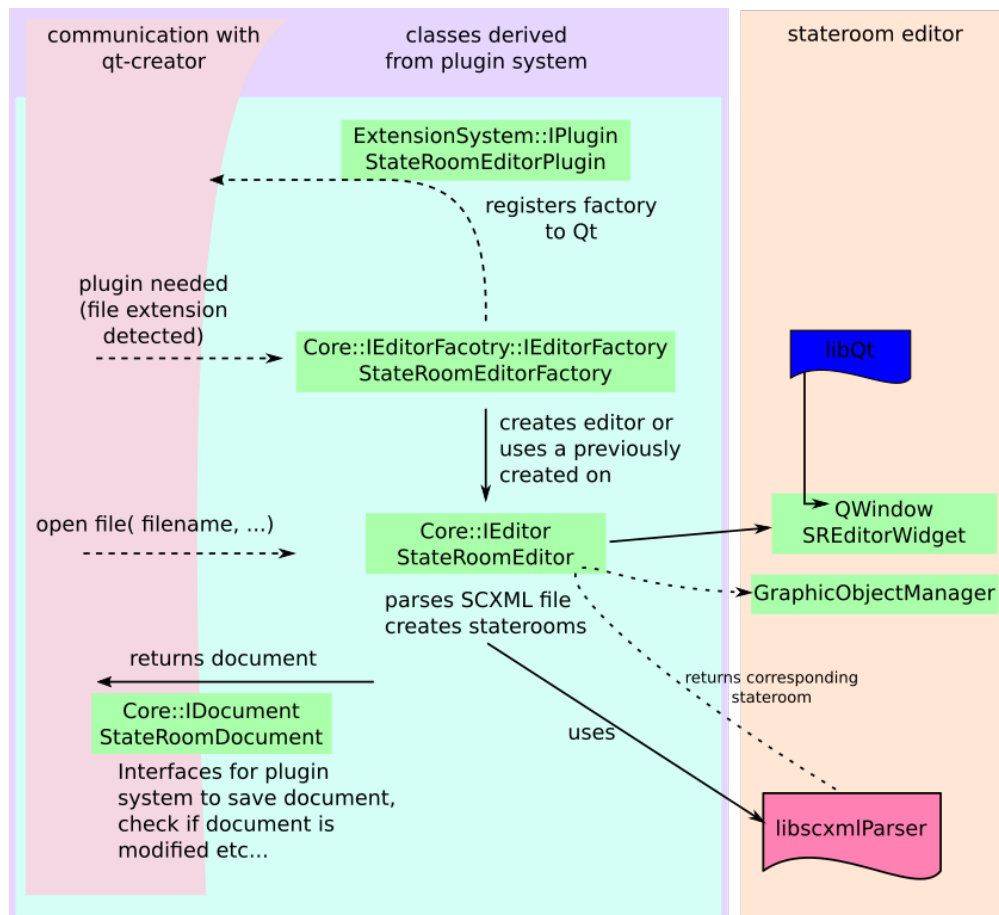 communication with
qt-creator
classes derived
from plugin system
stateroom editor
ExtensionSystem::IPlugin
StateRoomEditorPlugin
registers factory
to Qt
plugin needed
(file extension
detected)
Core::IEditorFacotry::IEditorFactory
StateRoomEditorFactory
libQt
creates editor or
uses a previously
created on
open file( filename, ...)
Core::IEditor
StateRoomEditor
QWindow
SREditorWidget
GraphicObjectManager
parses SCXML file
creates staterooms
returns document
returns corresponding
stateroom
Core::IDocument
StateRoomDocument
uses
Interfaces for plugin
system to save document,
check if document is
modified etc...
libscxmlParser